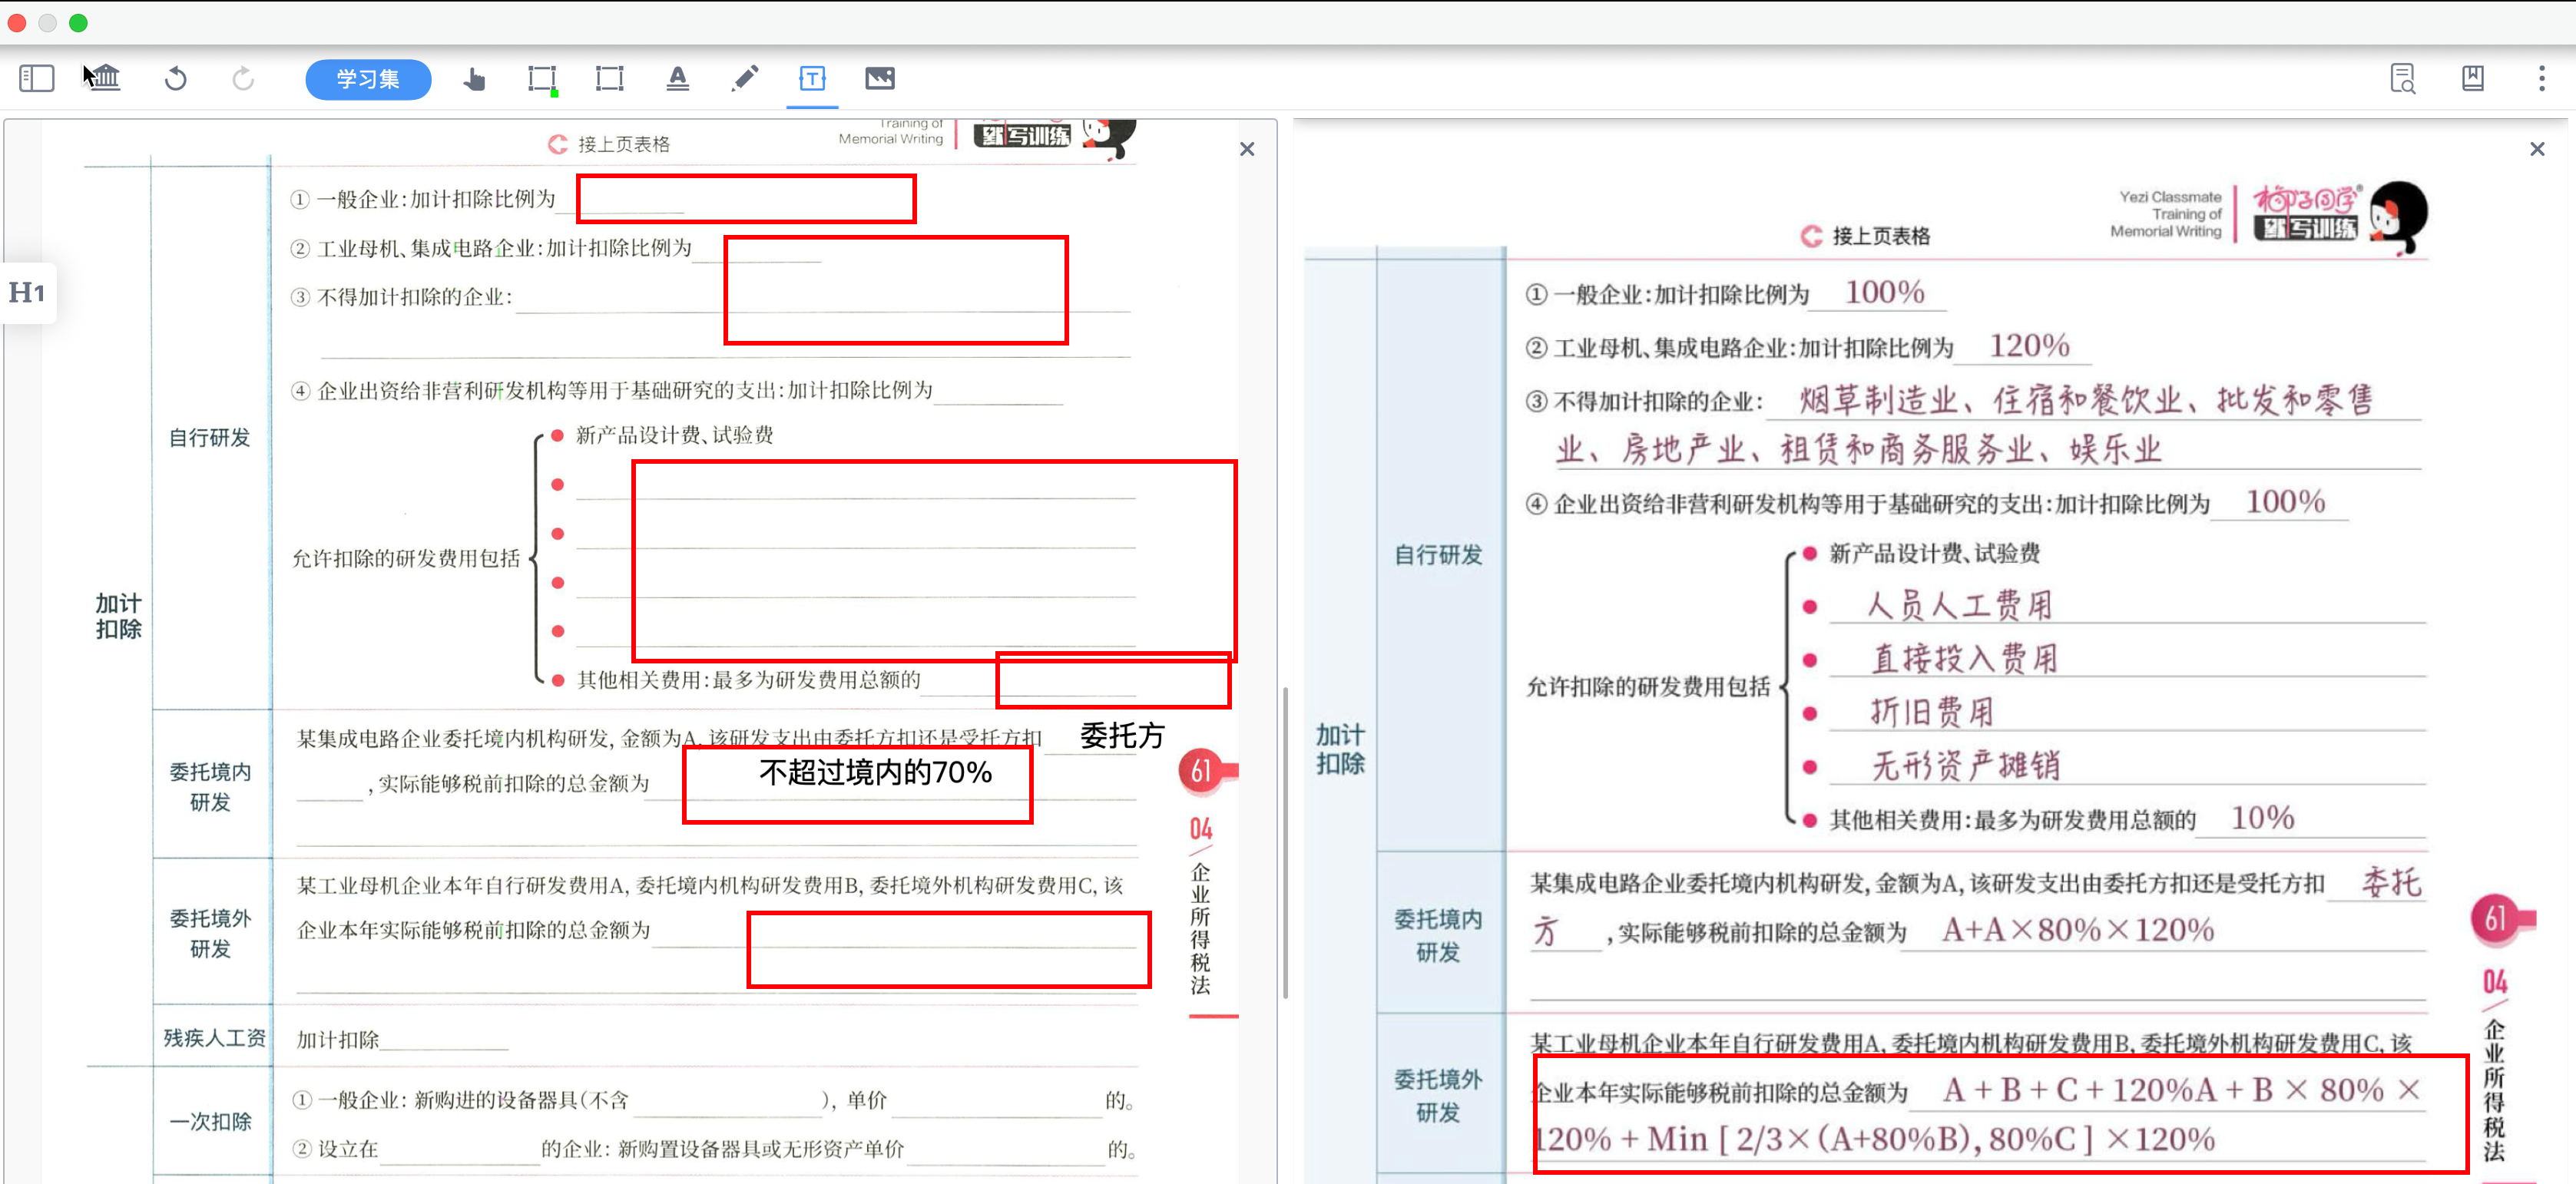 学习集
H1
接上页表格
Training of
Memorial Writing
默写训练
① 一般企业:加计扣除比例为
② 工业母机、集成电路企业:加计扣除比例为
③ 不得加计扣除的企业:
④ 企业出资给非营利研发机构等用于基础研究的支出:加计扣除比例为
自行研发
允许扣除的研发费用包括
新产品设计费、试验费
其他相关费用:最多为研发费用总额的
加计
扣除
委托境内
研发
某集成电路企业委托境内机构研发, 金额为A, 该研发支出由委托方扣还是受托方扣 委托方
,实际能够税前扣除的总金额为 不超过境内的70%
委托境外
研发
某工业母机企业本年自行研发费用A, 委托境内机构研发费用B, 委托境外机构研发费用C, 该
企业本年实际能够税前扣除的总金额为
残疾人工资
加计扣除
一次扣除
① 一般企业: 新购进的设备器具(不含 ), 单价 的。
② 设立在 的企业: 新购置设备器具或无形资产单价 的。
61
04
企业所得税法
接上页表格
Yezi Classmate
Training of
Memorial Writing
椰子同学®
默写训练
① 一般企业:加计扣除比例为 100%
② 工业母机、集成电路企业:加计扣除比例为 120%
③ 不得加计扣除的企业: 烟草制造业、住宿和餐饮业、批发和零售
业、房地产业、租赁和商务服务业、娱乐业
④ 企业出资给非营利研发机构等用于基础研究的支出:加计扣除比例为 100%
自行研发
允许扣除的研发费用包括
新产品设计费、试验费
人员人工费用
直接投入费用
折旧费用
无形资产摊销
其他相关费用:最多为研发费用总额的 10%
加计
扣除
委托境内
研发
某集成电路企业委托境内机构研发, 金额为A, 该研发支出由委托方扣还是受托方扣 委托
方 ,实际能够税前扣除的总金额为 A+A×80%×120%
委托境外
研发
某工业母机企业本年自行研发费用A, 委托境内机构研发费用B, 委托境外机构研发费用C, 该
企业本年实际能够税前扣除的总金额为 A + B + C + 120%A + B × 80% ×
120% + Min [ 2/3×(A+80%B), 80%C ] ×120%
61
04
企业所得税法